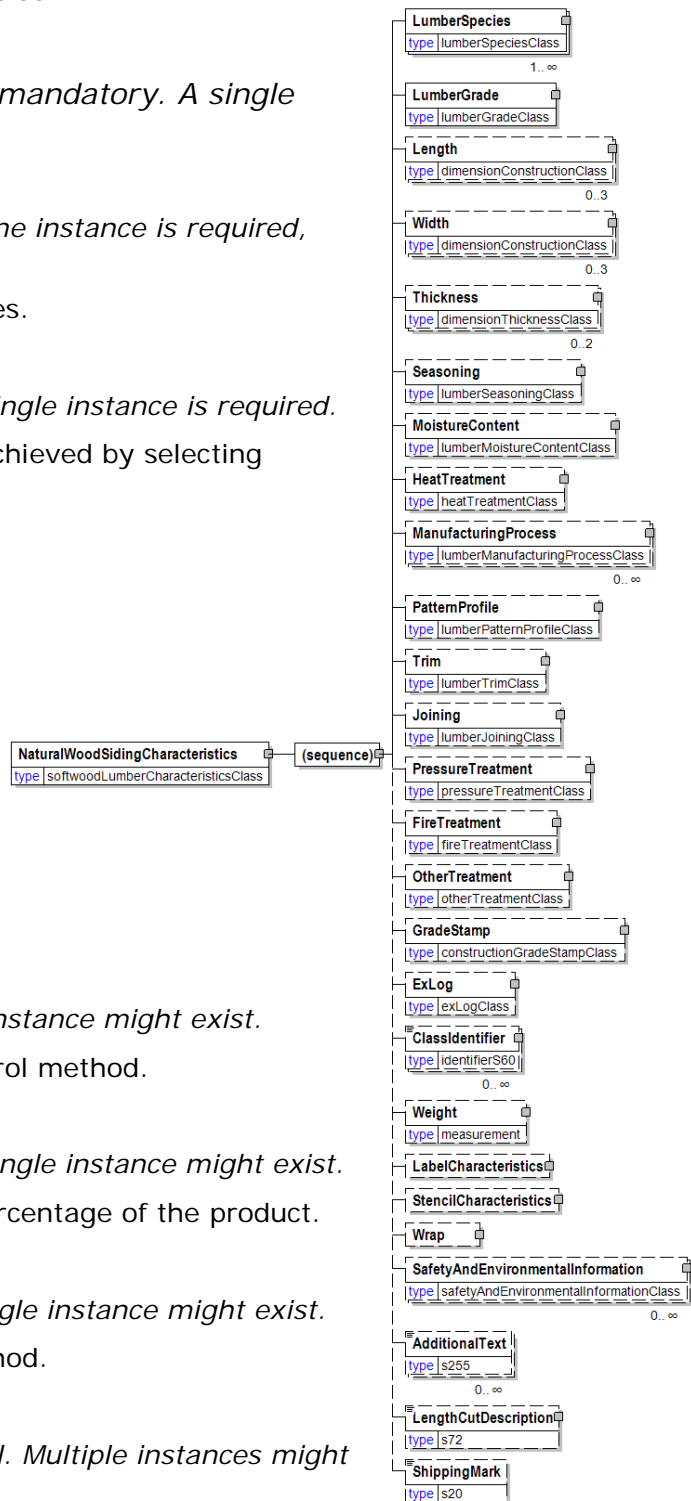 mandatory. A single
ne instance is required,
es.
ngle instance is required.
chieved by selecting
nstance might exist.
rol method.
ngle instance might exist.
rcentage of the product.
gle instance might exist.
hod.
l. Multiple instances might
NaturalWoodSidingCharacteristics
type softwoodLumberCharacteristicsClass
(sequence)
LumberSpecies
type lumberSpeciesClass
1.. ∞
LumberGrade
type lumberGradeClass
Length
type dimensionConstructionClass
0..3
Width
type dimensionConstructionClass
0..3
Thickness
type dimensionThicknessClass
0..2
Seasoning
type lumberSeasoningClass
MoistureContent
type lumberMoistureContentClass
HeatTreatment
type heatTreatmentClass
ManufacturingProcess
type lumberManufacturingProcessClass
0.. ∞
PatternProfile
type lumberPatternProfileClass
Trim
type lumberTrimClass
Joining
type lumberJoiningClass
PressureTreatment
type pressureTreatmentClass
FireTreatment
type fireTreatmentClass
OtherTreatment
type otherTreatmentClass
GradeStamp
type constructionGradeStampClass
ExLog
type exLogClass
ClassIdentifier
type identifierS60
0.. ∞
Weight
type measurement
LabelCharacteristics
StencilCharacteristics
Wrap
SafetyAndEnvironmentalInformation
type safetyAndEnvironmentalInformationClass
0.. ∞
AdditionalText
type s255
0.. ∞
LengthCutDescription
type s72
ShippingMark
type s20